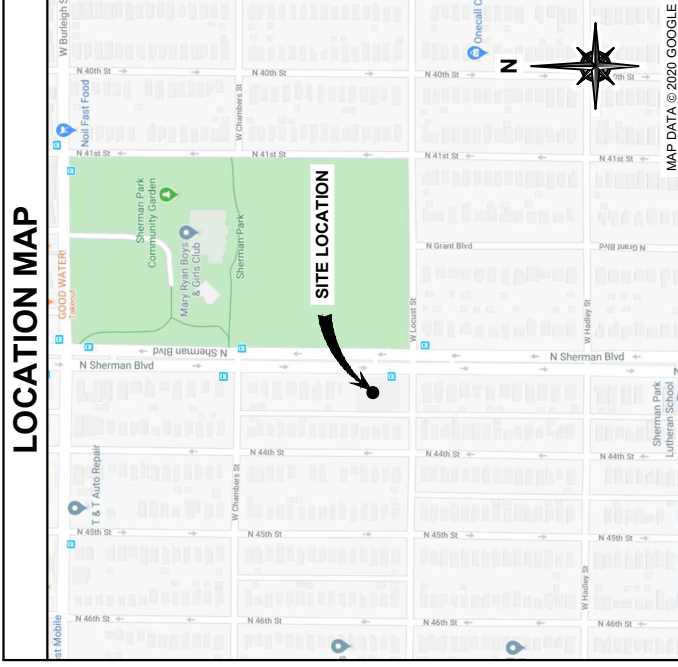 LOCATION MAP
W Burleigh S
GOOD WATER!
Takeout
Noil Fast Food
st Mobile
T & T Auto Repair
N Sherman Blvd
N Sherman Blvd
N 46th St
N 45th St
N 44th St
N 41st St
N 40th St
Sherman Park
Community Garden
Mary Ryan Boys
& Girls Club
Sherman Park
W Chambers St
W Chambers St
N 46th St
N 45th St
N 44th St
N 41st St
N 40th St
SITE LOCATION
W Locust St
N 46th St
N 45th St
N 44th St
N Grant Blvd
N 41st St
N 40th St
Onecall C
N
W Hadley St
W Hadley St
N Sherman Blvd
N 46th St
N 45th St
N 44th St
N Grant Blvd
N 41st St
0th St
Sherman Park
Lutheran School
MAP DATA © 2020 GOOGLE